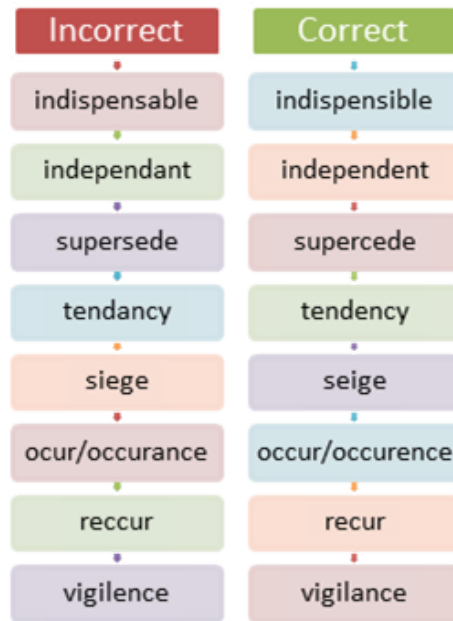 Incorrect
indispensable
independant
supersede
tendancy
siege
ocur/occurance
reccur
vigilence
Correct
indispensible
independent
supercede
tendency
seige
occur/occurence
recur
vigilance